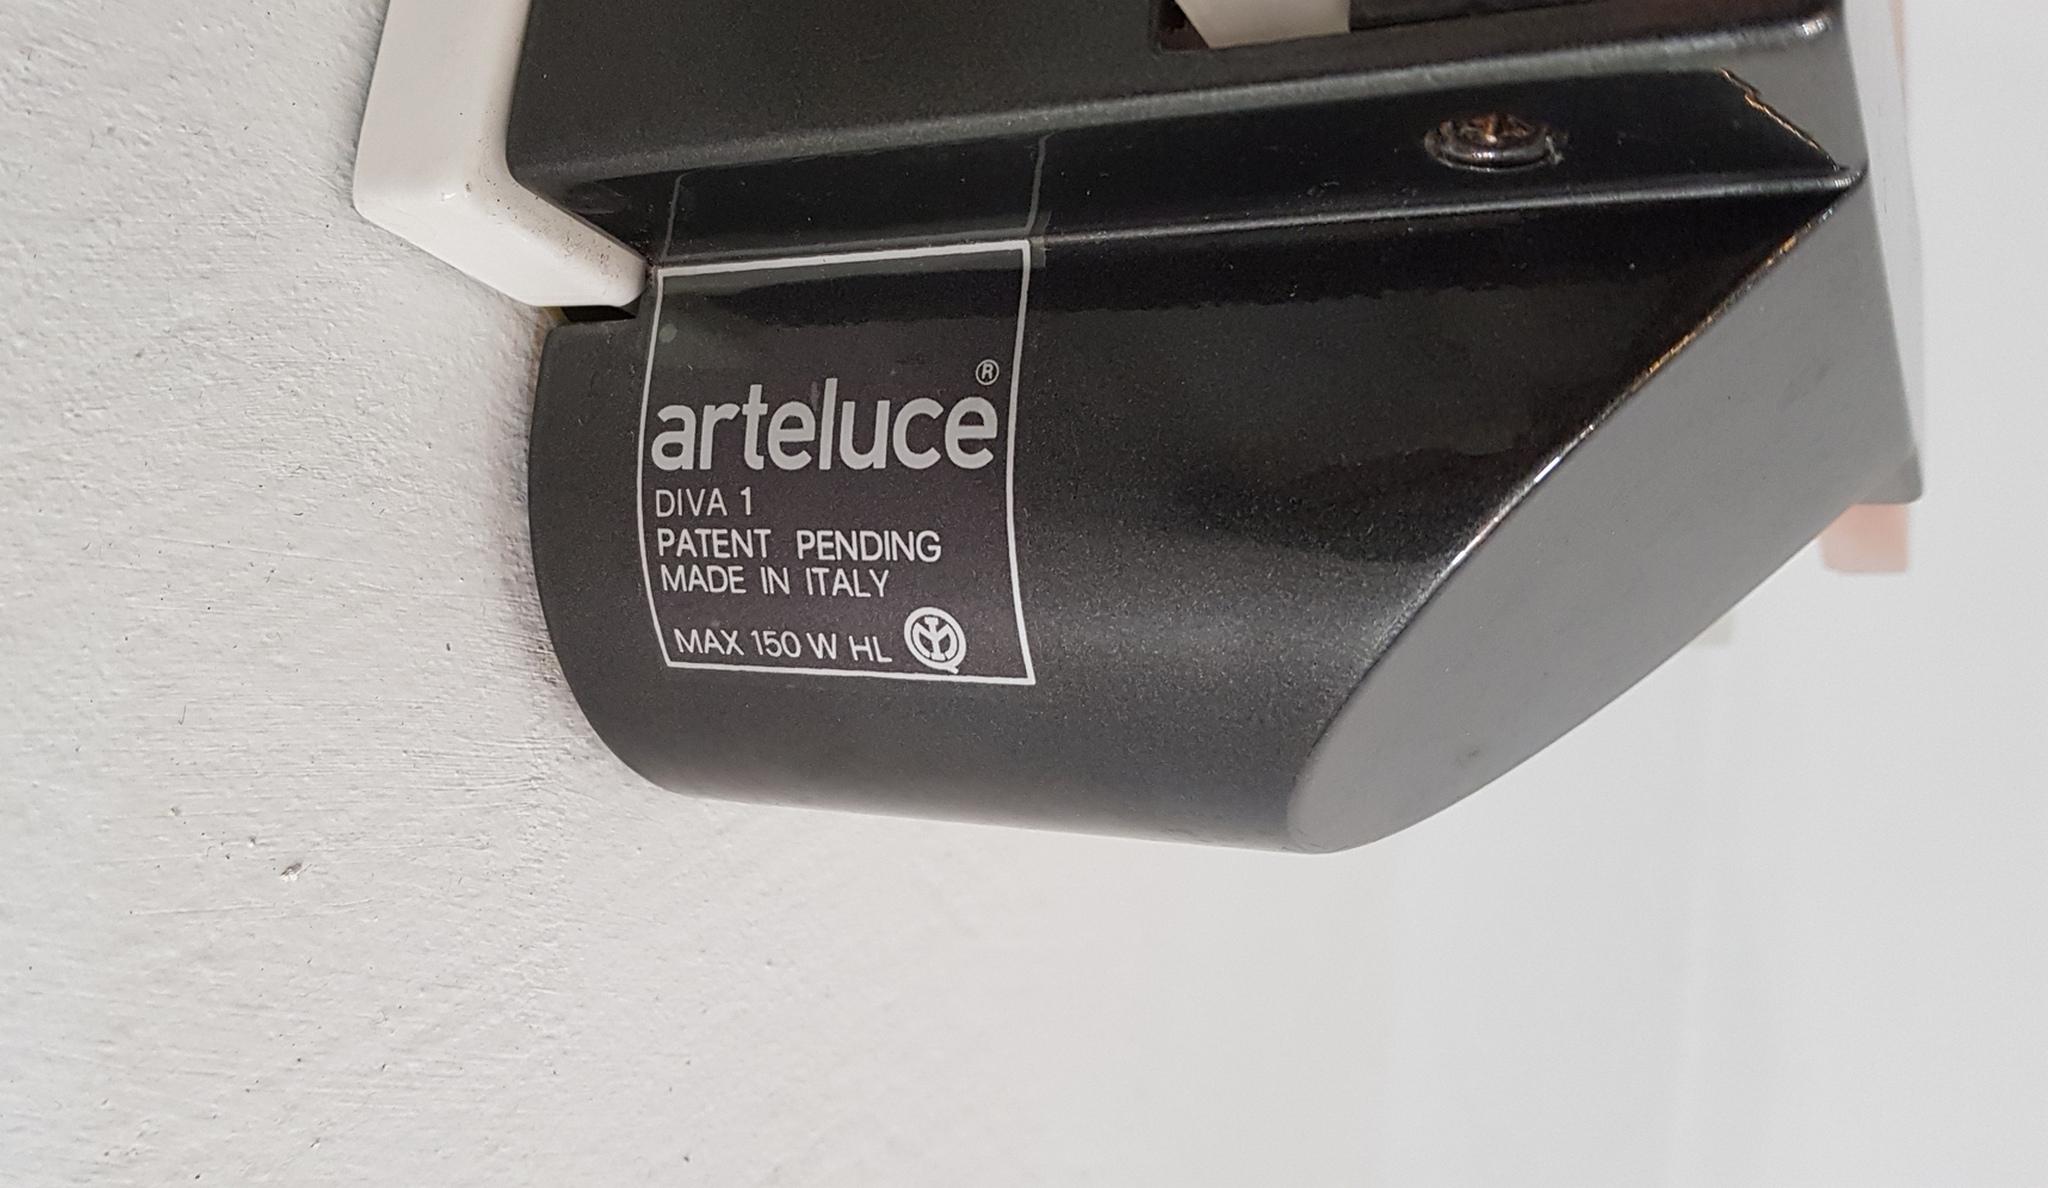 arteluce®
DIVA 1
PATENT PENDING
MADE IN ITALY
MAX 150 W HL